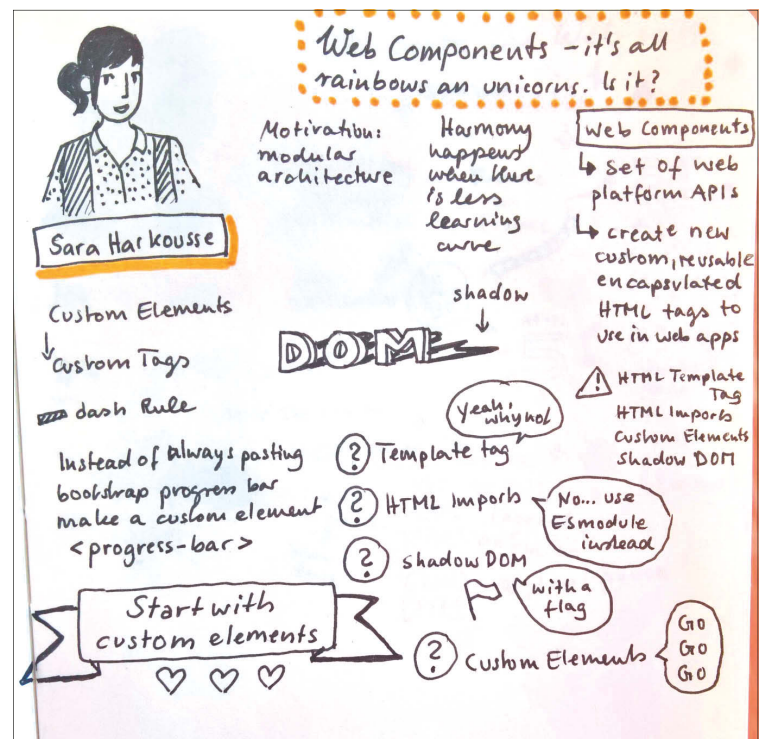 Web Components - it's all
rainbows an unicorns. Is it?
Sara Harkousse
Motivation:
modular
architecture
Harmony
happens
when there
is less
learning
curve
Web Components
↳ Set of web
platform APIs
↳ create new
custom, reusable
encapsulated
HTML tags to
use in web apps
⚠ HTML Template
Tag
HTML Imports
Custom Elements
Shadow DOM
Custom Elements
↓
Custom Tags
dash Rule
shadow
↓
DOM
Instead of always pasting
bootstrap progress bar
make a custom element
<progress-bar>
Yeah,
why not
? Template tag
? HTML Imports
No... use
ESmodule
instead
? shadow DOM
with a
flag
? Custom Elements
Go
Go
Go
Start with
custom elements
♡ ♡ ♡